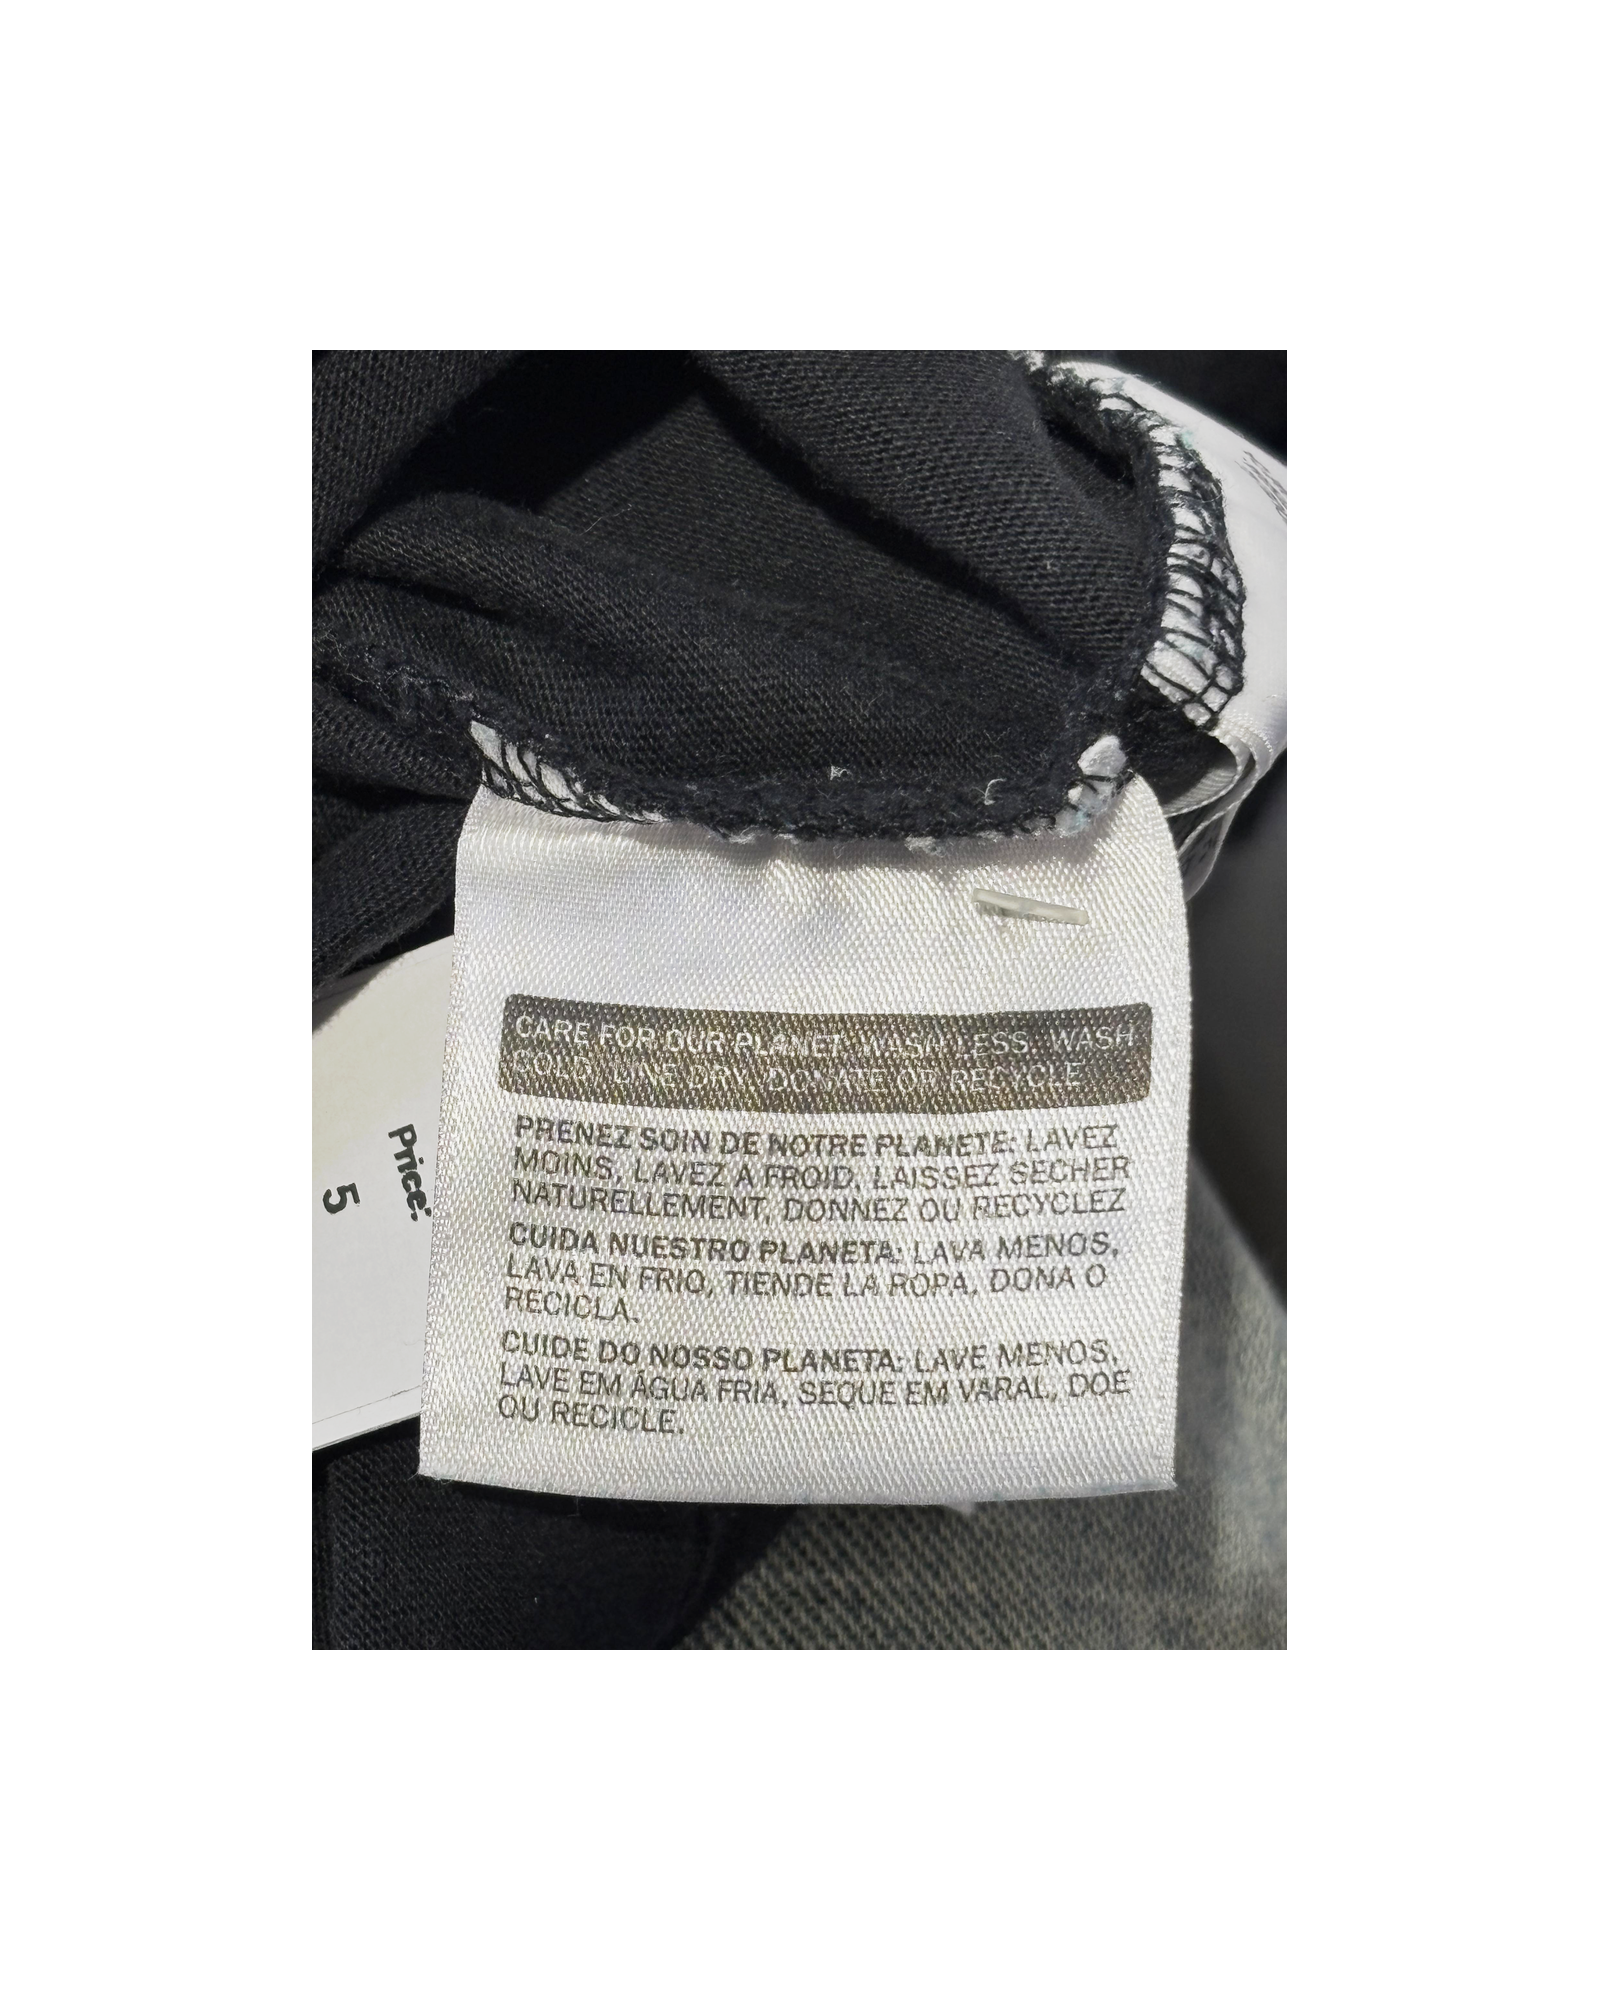 CARE FOR OUR PLANET: WASH LESS, WASH
COLD, LINE DRY, DONATE OR RECYCLE
PRENEZ SOIN DE NOTRE PLANETE: LAVEZ
MOINS, LAVEZ A FROID, LAISSEZ SECHER
NATURELLEMENT, DONNEZ OU RECYCLEZ
CUIDA NUESTRO PLANETA: LAVA MENOS,
LAVA EN FRIO, TIENDE LA ROPA, DONA O
RECICLA.
CUIDE DO NOSSO PLANETA: LAVE MENOS,
LAVE EM ÁGUA FRIA, SEQUE EM VARAL, DOE
OU RECICLE.
Price:
5